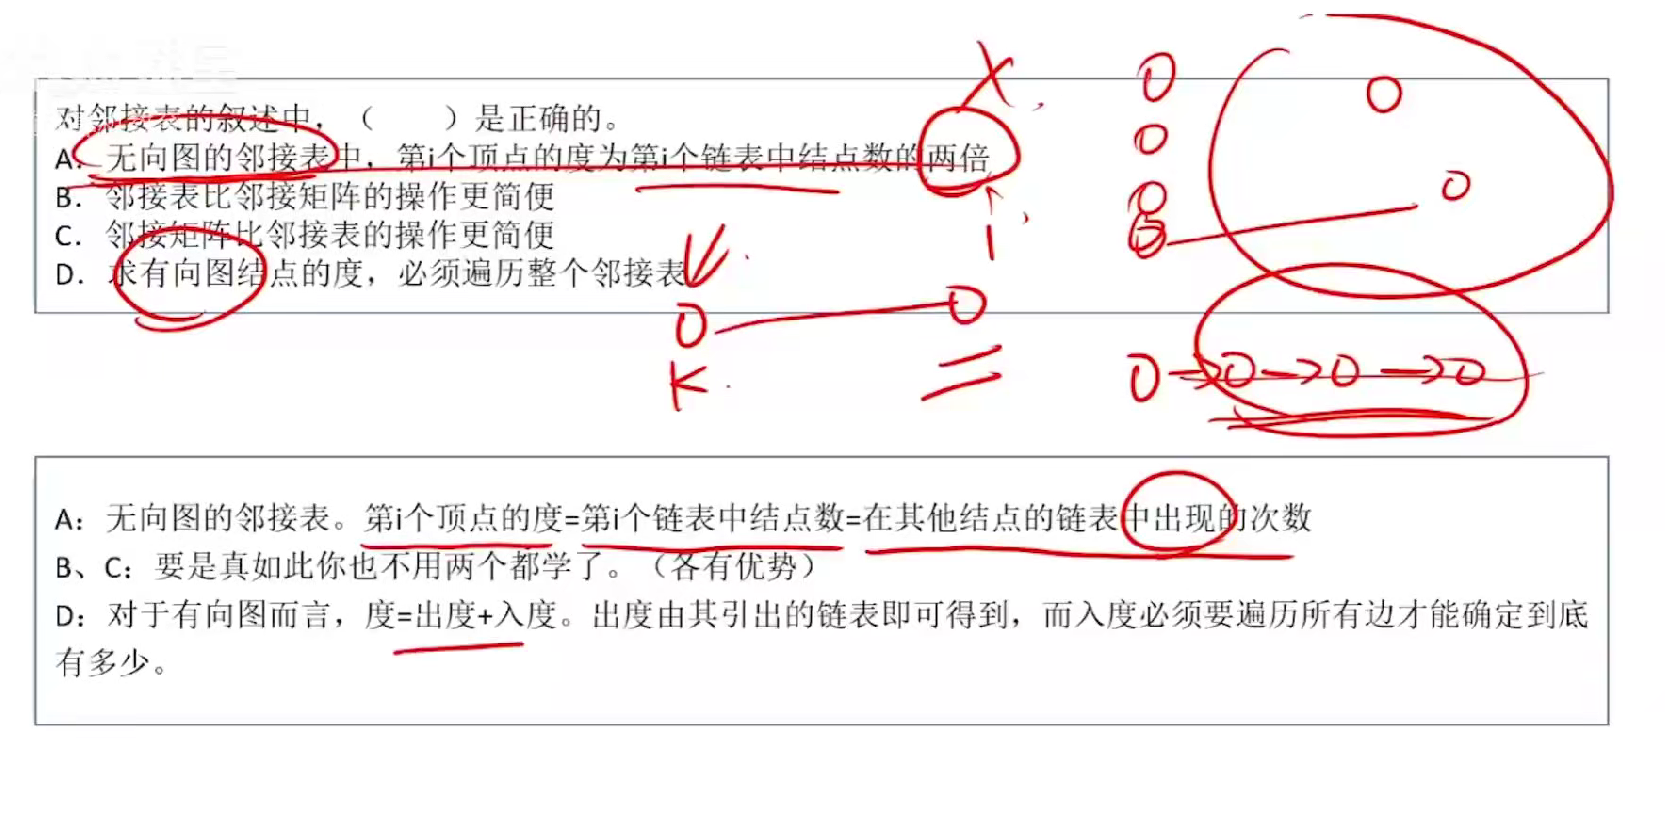 对邻接表的叙述中，（　　）是正确的。
A. 无向图的邻接表中，第i个顶点的度为第i个链表中结点数的两倍
B. 邻接表比邻接矩阵的操作更简便
C. 邻接矩阵比邻接表的操作更简便
D. 求有向图结点的度，必须遍历整个邻接表
K
A：无向图的邻接表。第i个顶点的度=第i个链表中结点数=在其他结点的链表中出现的次数
B、C：要是真如此你也不用两个都学了。（各有优势）
D：对于有向图而言，度=出度+入度。出度由其引出的链表即可得到，而入度必须要遍历所有边才能确定到底
有多少。